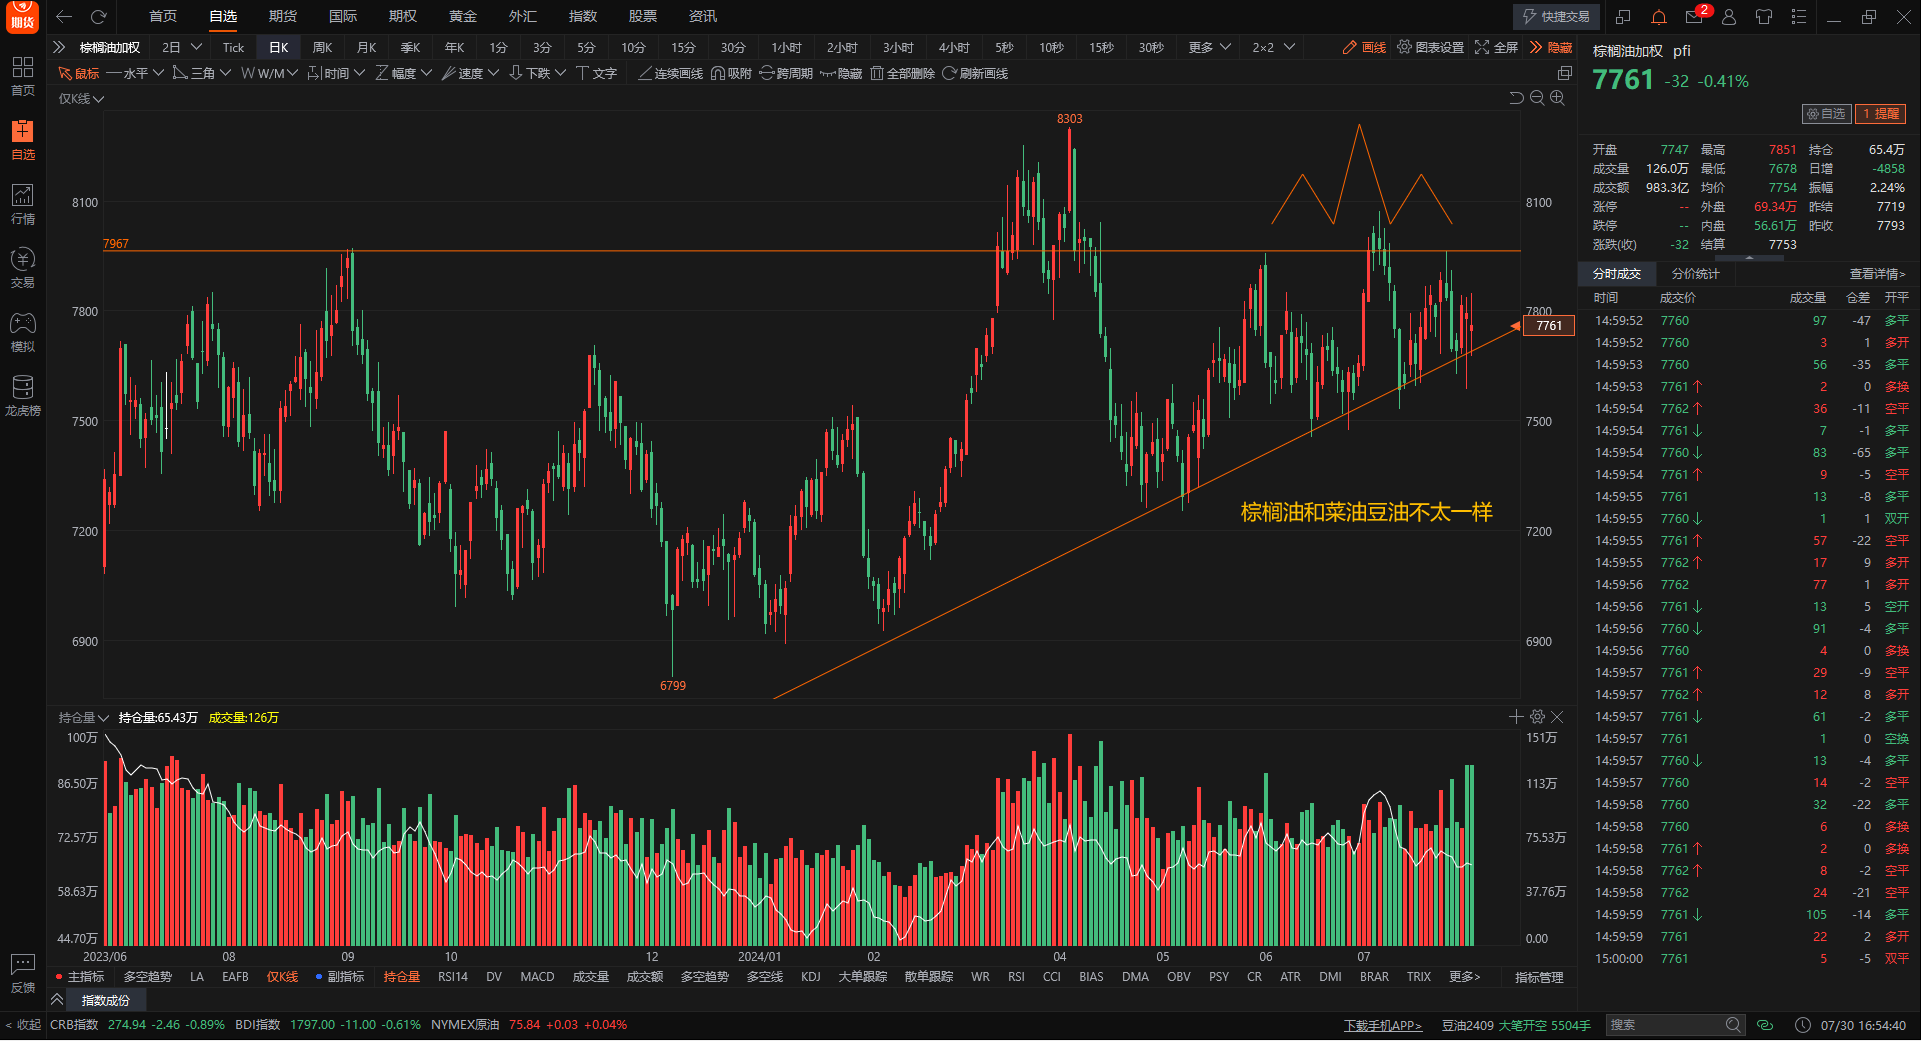 期货
首页 自选 期货 国际 期权 黄金 外汇 指数 股票 资讯
快捷交易 2
棕榈油加权 2日 Tick 日K 周K 月K 季K 年K 1分 3分 5分 10分 15分 30分 1小时 2小时 3小时 4小时 5秒 10秒 15秒 30秒 更多 2×2 画线 图表设置 全屏 隐藏
鼠标 水平 三角 W/M 时间 幅度 速度 下跌 文字 连续画线 吸附 跨周期 隐藏 全部删除 刷新画线
仅K线
首页
自选
行情
交易
模拟
龙虎榜
反馈
8303
8100 8100
7967
7800 7800
7761
7500 7500
棕榈油和菜油豆油不太一样
7200 7200
6900 6900
6799
持仓量 持仓量:65.43万 成交量:126万
100万 151万
86.50万 113万
72.57万 75.53万
58.63万 37.76万
44.70万 0.00
2023/06 08 09 10 12 2024/01 02 04 05 06 07
主指标 多空趋势 LA EAFB 仅K线 副指标 持仓量 RSI14 DV MACD 成交量 成交额 多空趋势 多空线 KDJ 大单跟踪 散单跟踪 WR RSI CCI BIAS DMA OBV PSY CR ATR DMI BRAR TRIX 更多> 指标管理
指数成份
棕榈油加权 pfi
7761 -32 -0.41%
自选 1 提醒
开盘 7747 最高 7851 持仓 65.4万
成交量 126.0万 最低 7678 日增 -4858
成交额 983.3亿 均价 7754 振幅 2.24%
涨停 -- 外盘 69.34万 昨结 7719
跌停 -- 内盘 56.61万 昨收 7793
涨跌(收) -32 结算 7753
分时成交 分价统计 查看详情>
时间 成交价 成交量 仓差 开平
14:59:52 7760 97 -47 多平
14:59:52 7760 3 1 多开
14:59:53 7760 56 -35 多平
14:59:53 7761↑ 2 0 多换
14:59:54 7762↑ 36 -11 空平
14:59:54 7761↓ 7 -1 多平
14:59:54 7760↓ 83 -65 多平
14:59:54 7761↑ 9 -5 空平
14:59:55 7761 13 -8 多平
14:59:55 7760↓ 1 1 双开
14:59:55 7761↑ 57 -22 空平
14:59:55 7762↑ 17 9 多开
14:59:56 7762 77 1 多开
14:59:56 7761↓ 13 5 空开
14:59:56 7760↓ 91 -4 多平
14:59:56 7760 4 0 多换
14:59:57 7761↑ 29 -9 空平
14:59:57 7762↑ 12 8 多开
14:59:57 7761↓ 61 -2 多平
14:59:57 7761 1 0 空换
14:59:57 7760↓ 13 -4 多平
14:59:57 7760 14 -2 空平
14:59:58 7760 32 -22 多平
14:59:58 7760 6 0 多换
14:59:58 7761↑ 2 0 多换
14:59:58 7762↑ 8 -2 空平
14:59:58 7762 24 -21 空平
14:59:59 7761↓ 105 -14 多平
14:59:59 7761 22 2 多开
15:00:00 7761 5 -5 双平
< 收起 CRB指数 274.94 -2.46 -0.89% BDI指数 1797.00 -11.00 -0.61% NYMEX原油 75.84 +0.03 +0.04% 下载手机APP> 豆油2409 大笔开空 5504手 搜索 07/30 16:54:40